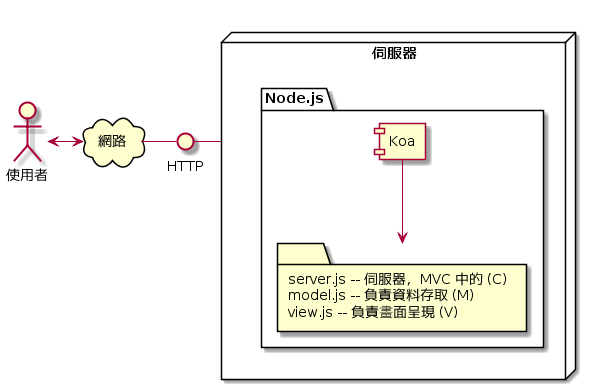 伺服器
Node.js
Koa
網路
HTTP
使用者
server.js -- 伺服器，MVC 中的 (C)
model.js -- 負責資料存取 (M)
view.js -- 負責畫面呈現 (V)